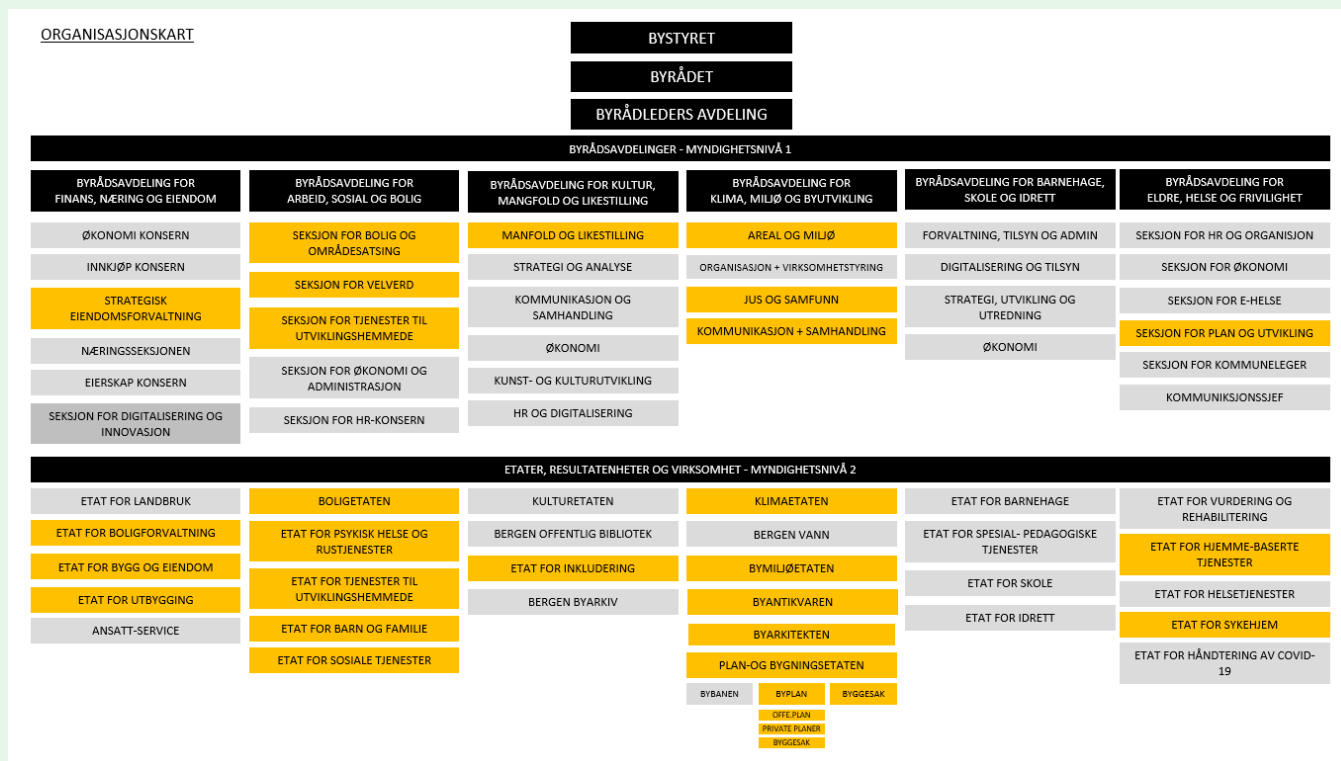 ORGANISASJONSKART
BYSTYRET
BYRÅDET
BYRÅDLEDERS AVDELING
BYRÅDSAVDELINGER - MYNDIGHETSNIVÅ 1
BYRÅDSAVDELING FOR
FINANS, NÆRING OG EIENDOM
ØKONOMI KONSERN
INNKJØP KONSERN
STRATEGISK
EIENDOMSFORVALTNING
NÆRINGSSEKSJONEN
EIERSKAP KONSERN
SEKSJON FOR DIGITALISERING OG
INNOVASJON
BYRÅDSAVDELING FOR
ARBEID, SOSIAL OG BOLIG
SEKSJON FOR BOLIG OG
OMRÅDESATSING
SEKSJON FOR VELVERD
SEKSJON FOR TJENESTER TIL
UTVIKLINGSHEMMEDE
SEKSJON FOR ØKONOMI OG
ADMINISTRASJON
SEKSJON FOR HR-KONSERN
BYRÅDSAVDELING FOR KULTUR,
MANGFOLD OG LIKESTILLING
MANFOLD OG LIKESTILLING
STRATEGI OG ANALYSE
KOMMUNIKASJON OG
SAMHANDLING
ØKONOMI
KUNST- OG KULTURUTVIKLING
HR OG DIGITALISERING
BYRÅDSAVDELING FOR
KLIMA, MILJØ OG BYUTVIKLING
AREAL OG MILJØ
ORGANISASJON + VIRKSOMHETSTYRING
JUS OG SAMFUNN
KOMMUNIKASJON + SAMHANDLING
BYRÅDSAVDELING FOR BARNEHAGE,
SKOLE OG IDRETT
FORVALTNING, TILSYN OG ADMIN
DIGITALISERING OG TILSYN
STRATEGI, UTVIKLING OG
UTREDNING
ØKONOMI
BYRÅDSAVDELING FOR
ELDRE, HELSE OG FRIVILIGHET
SEKSJON FOR HR OG ORGANISJON
SEKSJON FOR ØKONOMI
SEKSJON FOR E-HELSE
SEKSJON FOR PLAN OG UTVIKLING
SEKSJON FOR KOMMUNELEGER
KOMMUNIKSJONSSJEF
ETATER, RESULTATENHETER OG VIRKSOMHET - MYNDIGHETSNIVÅ 2
ETAT FOR LANDBRUK
ETAT FOR BOLIGFORVALTNING
ETAT FOR BYGG OG EIENDOM
ETAT FOR UTBYGGING
ANSATT-SERVICE
BOLIGETATEN
ETAT FOR PSYKISK HELSE OG
RUSTJENESTER
ETAT FOR TJENESTER TIL
UTVIKLINGSHEMMEDE
ETAT FOR BARN OG FAMILIE
ETAT FOR SOSIALE TJENESTER
KULTURETATEN
BERGEN OFFENTLIG BIBLIOTEK
ETAT FOR INKLUDERING
BERGEN BYARKIV
KLIMAETATEN
BERGEN VANN
BYMILJØETATEN
BYANTIKVAREN
BYARKITEKTEN
PLAN-OG BYGNINGSETATEN
BYBANEN
BYPLAN
BYGGESAK
OFFE.PLAN
PRIVATE PLANER
BYGGESAK
ETAT FOR BARNEHAGE
ETAT FOR SPESIAL- PEDAGOGISKE
TJENESTER
ETAT FOR SKOLE
ETAT FOR IDRETT
ETAT FOR VURDERING OG
REHABILITERING
ETAT FOR HJEMME-BASERTE
TJENESTER
ETAT FOR HELSETJENESTER
ETAT FOR SYKEHJEM
ETAT FOR HÅNDTERING AV COVID-
19